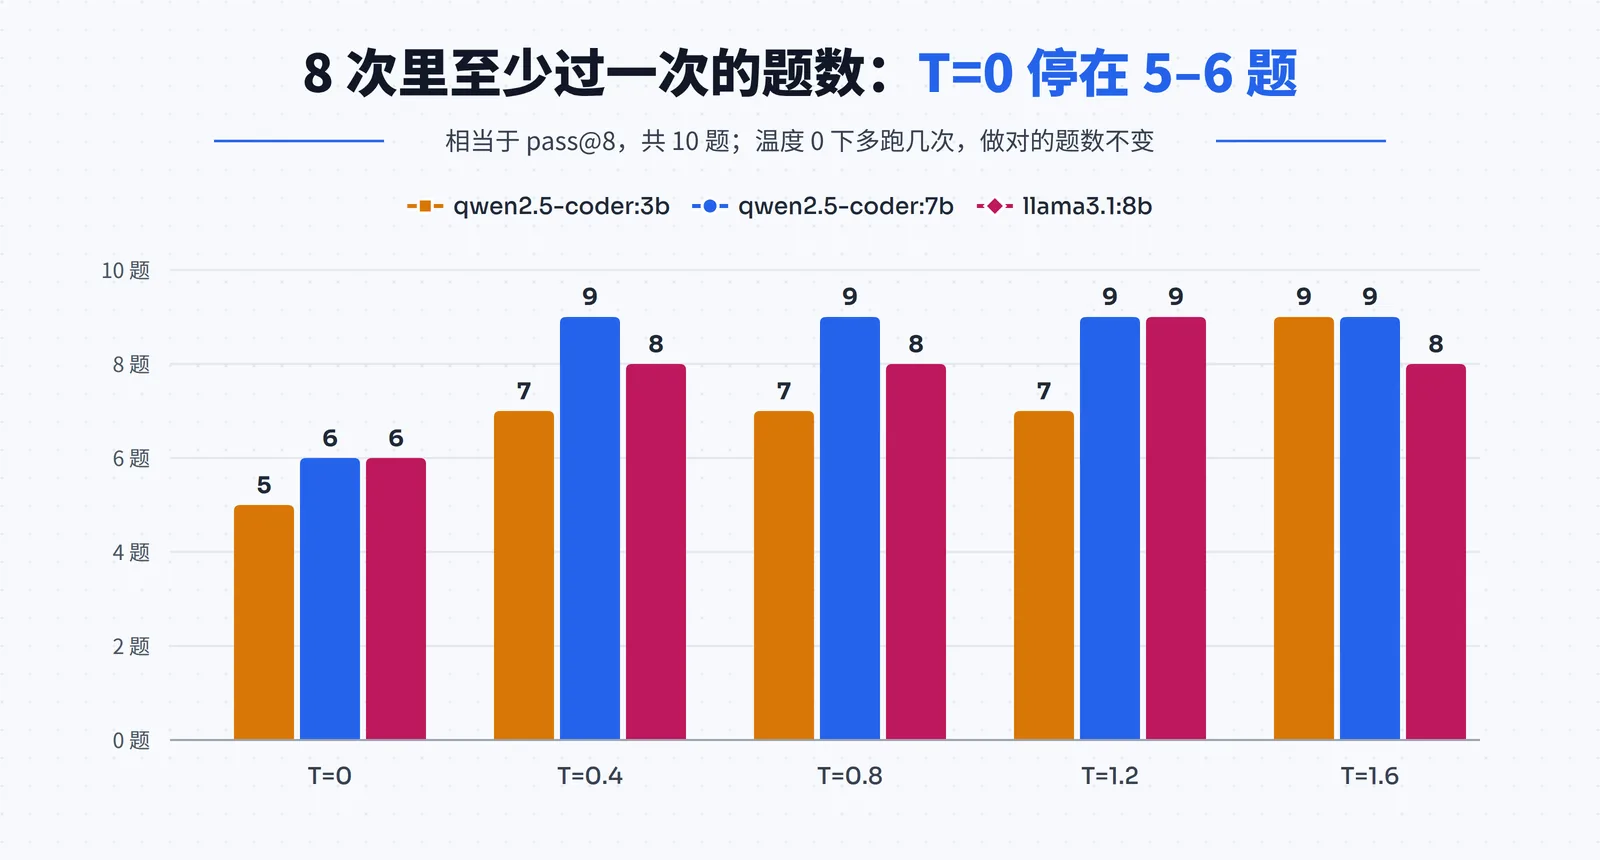 8 次里至少过一次的题数：T=0 停在 5–6 题
相当于 pass@8，共 10 题；温度 0 下多跑几次，做对的题数不变
qwen2.5-coder:3b qwen2.5-coder:7b llama3.1:8b
10 题
8 题
6 题
4 题
2 题
0 题
5 6 6
7 9 8
7 9 8
7 9 9
9 9 8
T=0 T=0.4 T=0.8 T=1.2 T=1.6